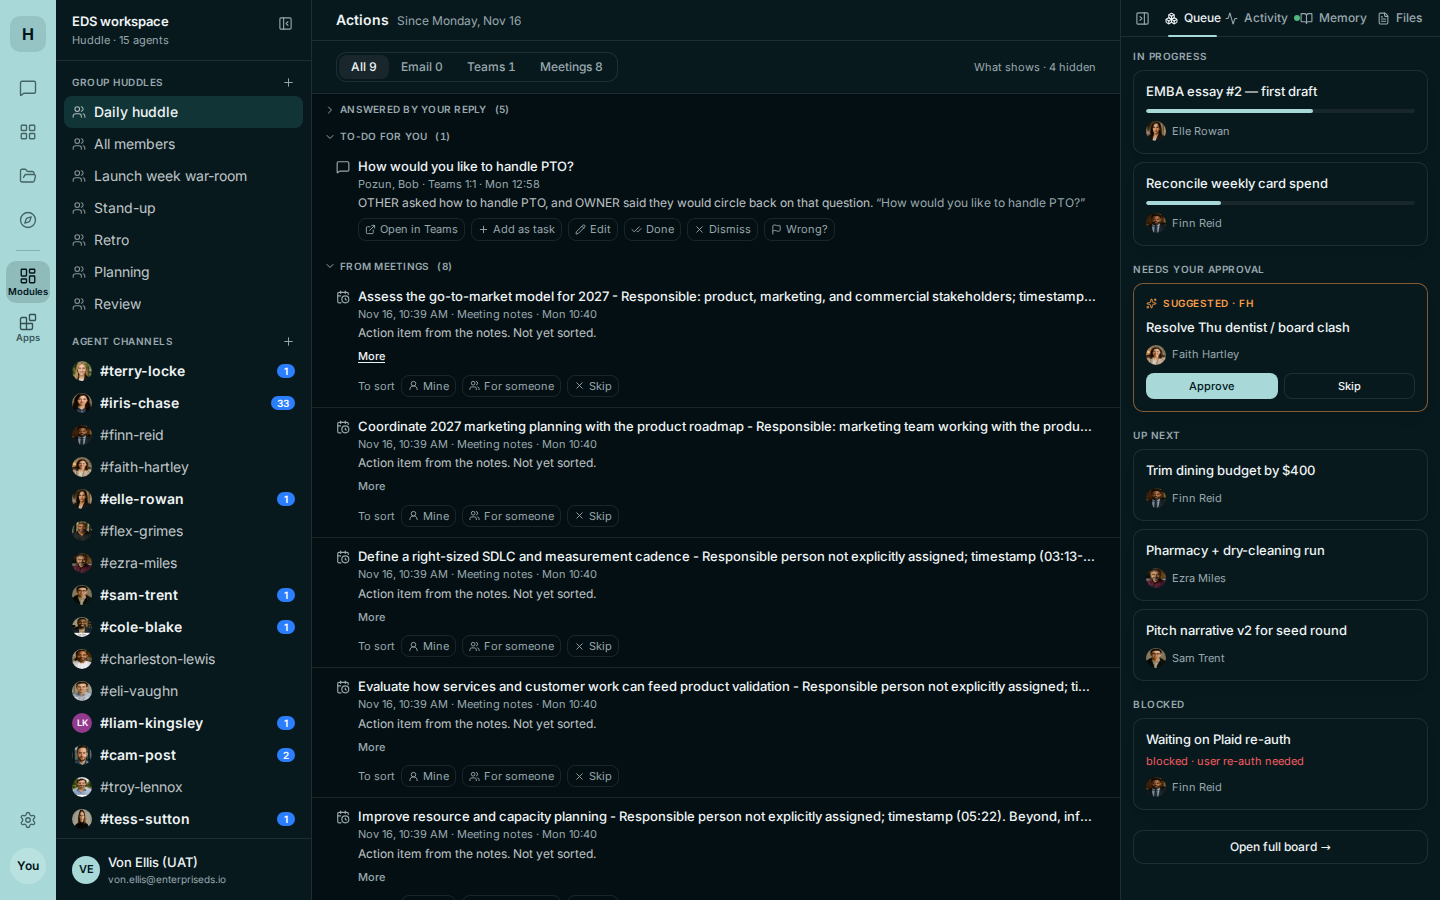 H
Modules
Apps
You
EDS workspace
Huddle · 15 agents
GROUP HUDDLES
Daily huddle
All members
Launch week war-room
Stand-up
Retro
Planning
Review
AGENT CHANNELS
#terry-locke 1
#iris-chase 33
#finn-reid
#faith-hartley
#elle-rowan 1
#flex-grimes
#ezra-miles
#sam-trent 1
#cole-blake 1
#charleston-lewis
#eli-vaughn
LK #liam-kingsley 1
#cam-post 2
#troy-lennox
#tess-sutton 1
VE Von Ellis (UAT)
von.ellis@enterpriseds.io
Actions Since Monday, Nov 16
All 9 Email 0 Teams 1 Meetings 8
What shows · 4 hidden
ANSWERED BY YOUR REPLY (5)
TO-DO FOR YOU (1)
How would you like to handle PTO?
Pozun, Bob · Teams 1:1 · Mon 12:58
OTHER asked how to handle PTO, and OWNER said they would circle back on that question. “How would you like to handle PTO?”
Open in Teams Add as task Edit Done Dismiss Wrong?
FROM MEETINGS (8)
Assess the go-to-market model for 2027 - Responsible: product, marketing, and commercial stakeholders; timestamp...
Nov 16, 10:39 AM · Meeting notes · Mon 10:40
Action item from the notes. Not yet sorted.
More
To sort Mine For someone Skip
Coordinate 2027 marketing planning with the product roadmap - Responsible: marketing team working with the produ...
Nov 16, 10:39 AM · Meeting notes · Mon 10:40
Action item from the notes. Not yet sorted.
More
To sort Mine For someone Skip
Define a right-sized SDLC and measurement cadence - Responsible person not explicitly assigned; timestamp (03:13-...
Nov 16, 10:39 AM · Meeting notes · Mon 10:40
Action item from the notes. Not yet sorted.
More
To sort Mine For someone Skip
Evaluate how services and customer work can feed product validation - Responsible person not explicitly assigned; ti...
Nov 16, 10:39 AM · Meeting notes · Mon 10:40
Action item from the notes. Not yet sorted.
More
To sort Mine For someone Skip
Improve resource and capacity planning - Responsible person not explicitly assigned; timestamp (05:22). Beyond, inf...
Nov 16, 10:39 AM · Meeting notes · Mon 10:40
Action item from the notes. Not yet sorted.
More
Queue Activity Memory Files
IN PROGRESS
EMBA essay #2 — first draft
Elle Rowan
Reconcile weekly card spend
Finn Reid
NEEDS YOUR APPROVAL
SUGGESTED · FH
Resolve Thu dentist / board clash
Faith Hartley
Approve Skip
UP NEXT
Trim dining budget by $400
Finn Reid
Pharmacy + dry-cleaning run
Ezra Miles
Pitch narrative v2 for seed round
Sam Trent
BLOCKED
Waiting on Plaid re-auth
blocked · user re-auth needed
Finn Reid
Open full board →